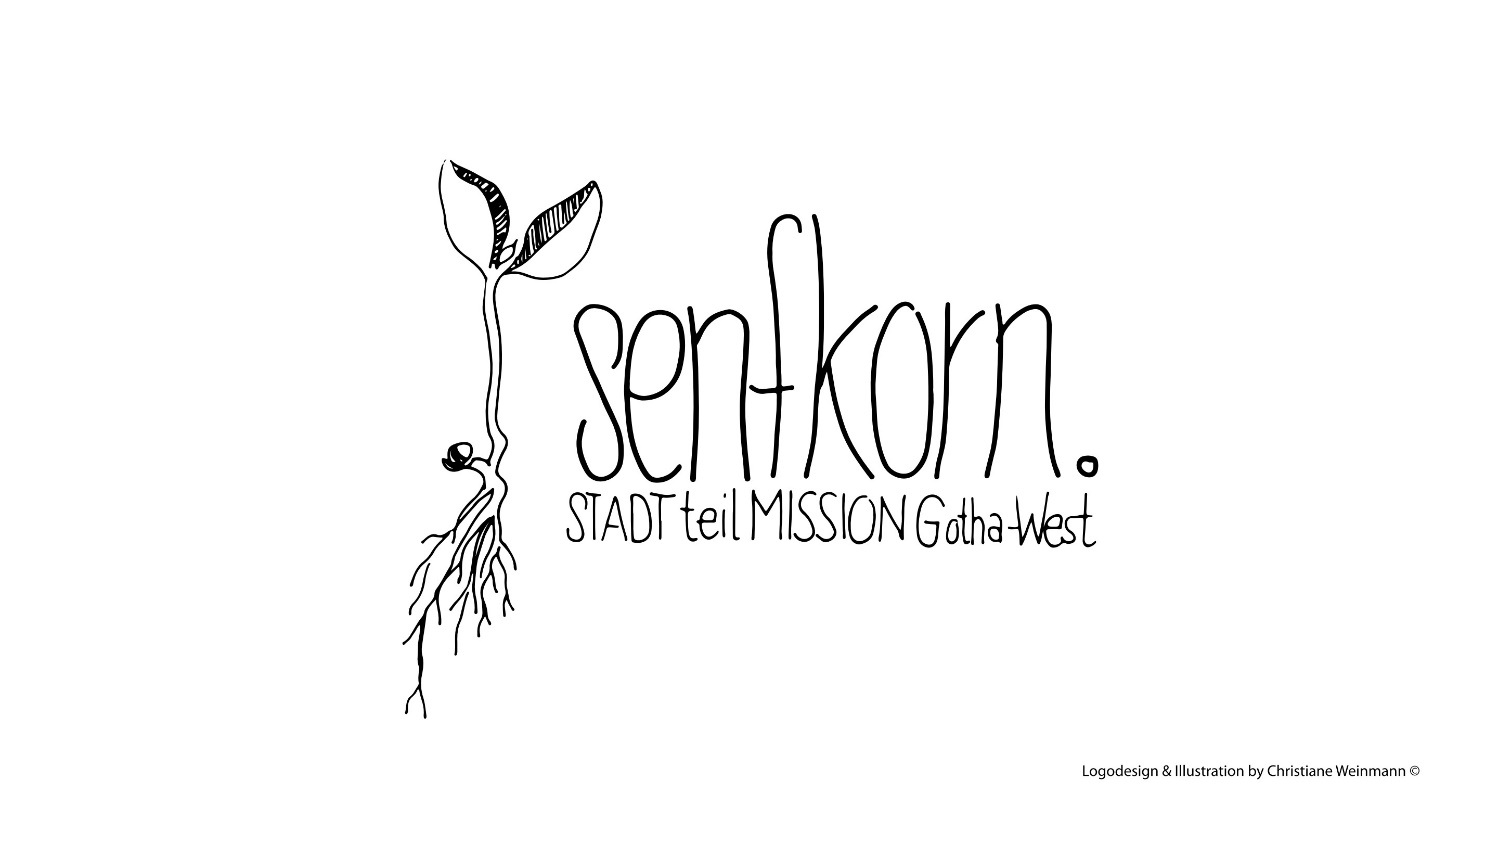 senfkorn.
STADT teil MISSION Gotha-West
Logodesign & Illustration by Christiane Weinmann ©